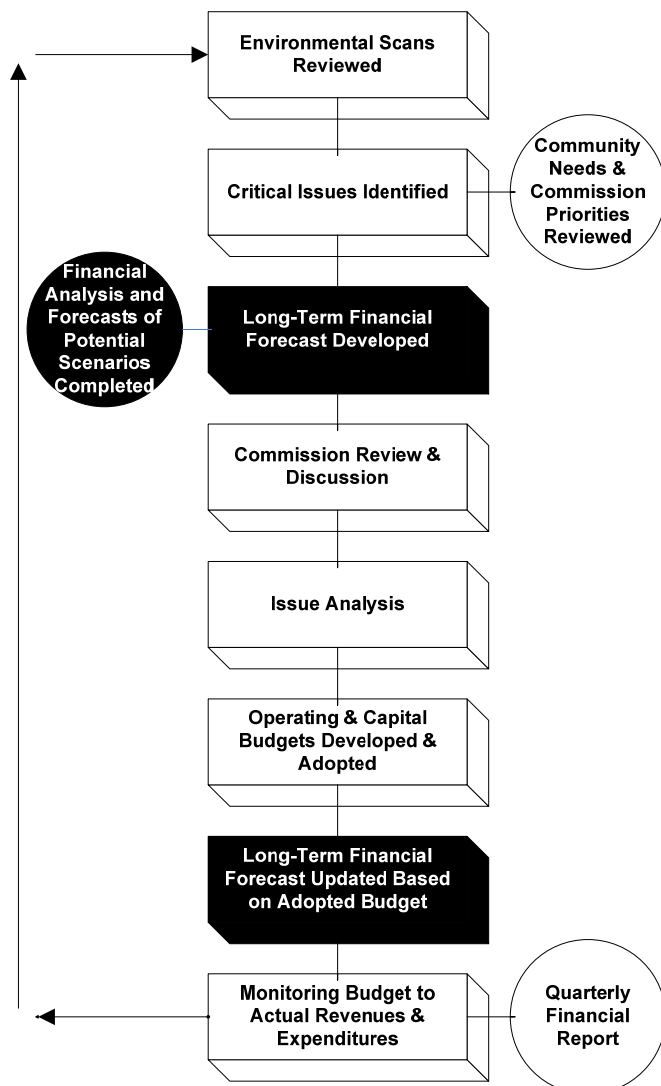 Environmental Scans
Reviewed
Critical Issues Identified
Community
Needs &
Commission
Priorities
Reviewed
Financial
Analysis and
Forecasts of
Potential
Scenarios
Completed
Long-Term Financial
Forecast Developed
Commission Review &
Discussion
Issue Analysis
Operating & Capital
Budgets Developed &
Adopted
Long-Term Financial
Forecast Updated Based
on Adopted Budget
Monitoring Budget to
Actual Revenues &
Expenditures
Quarterly
Financial
Report